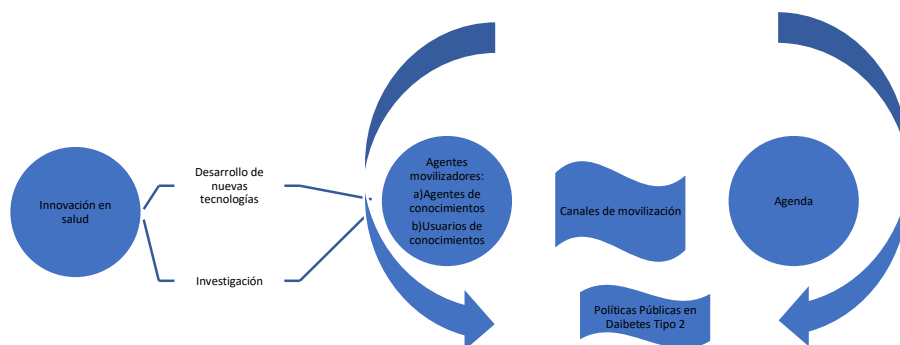 Innovación en
salud
Desarrollo de
nuevas
tecnologías
Investigación
Agentes
movilizadores:
a)Agentes de
conocimientos
b)Usuarios de
conocimientos
Canales de movilización
Políticas Públicas en
Daibetes Tipo 2
Agenda